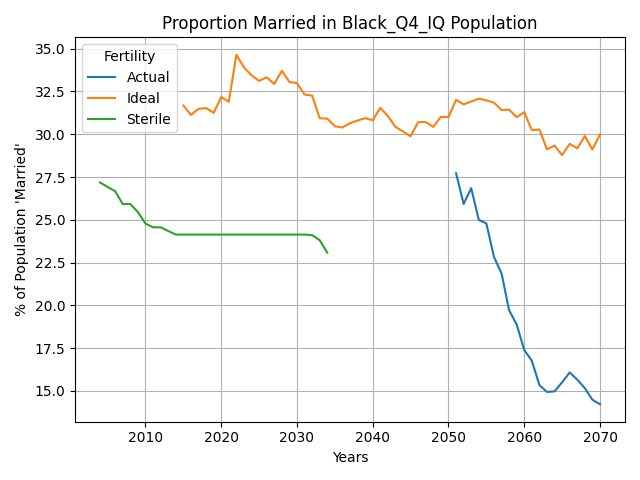 Proportion Married in Black_Q4_IQ Population
Fertility
Actual
Ideal
Sterile
% of Population 'Married'
35.0
32.5
30.0
27.5
25.0
22.5
20.0
17.5
15.0
2010 2020 2030 2040 2050 2060 2070
Years